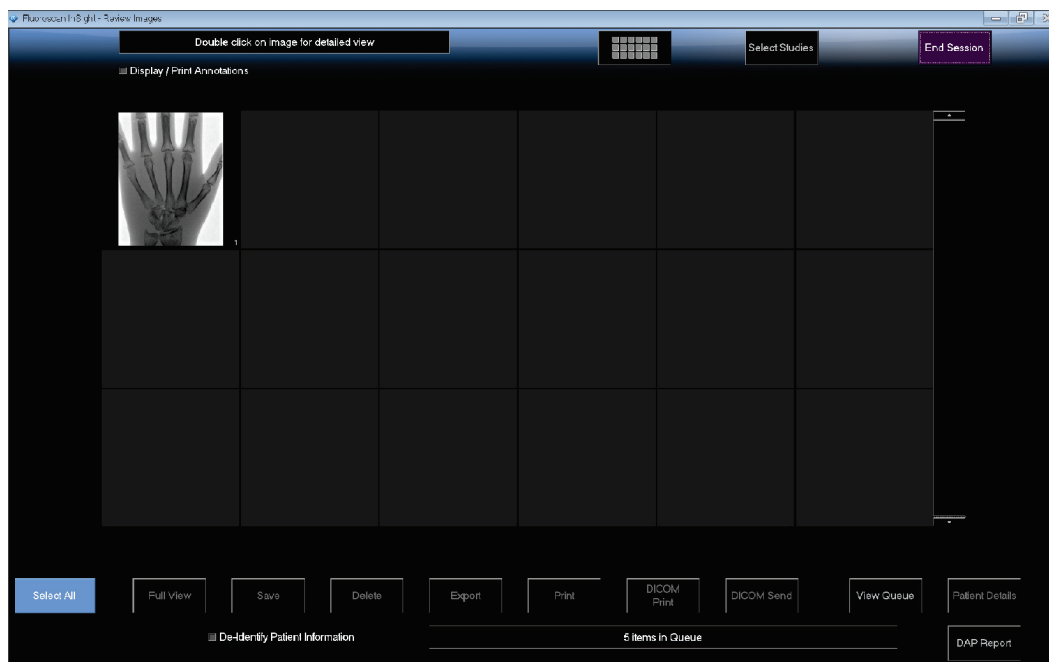 Fluoroscan InSight - Review Images
Double click on image for detailed view
Select Studies
End Session
Display / Print Annotations
1
Select All
Full View
Save
Delete
Export
Print
DICOM
Print
DICOM Send
View Queue
Patient Details
De-Identify Patient Information
5 items in Queue
DAP Report